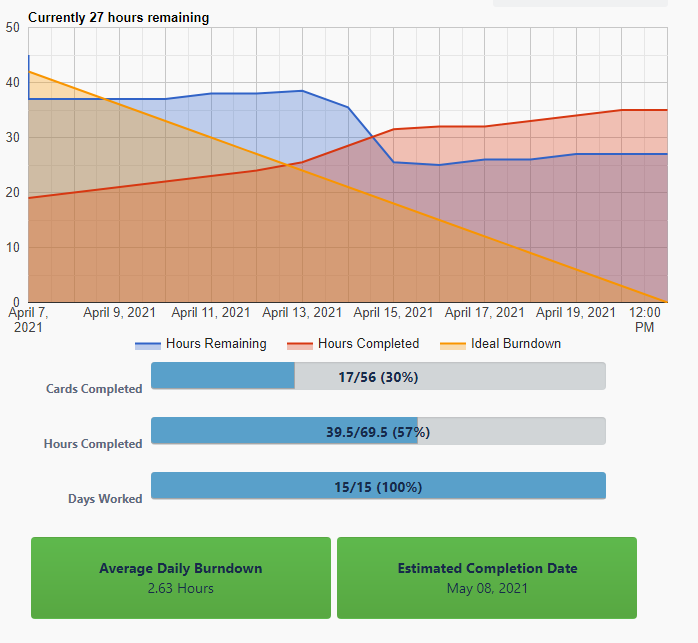 Currently 27 hours remaining
50
40
30
20
10
0
April 7,
2021
April 9, 2021
April 11, 2021
April 13, 2021
April 15, 2021
April 17, 2021
April 19, 2021
12:00
PM
Hours Remaining
Hours Completed
Ideal Burndown
Cards Completed
17/56 (30%)
Hours Completed
39.5/69.5 (57%)
Days Worked
15/15 (100%)
Average Daily Burndown
2.63 Hours
Estimated Completion Date
May 08, 2021